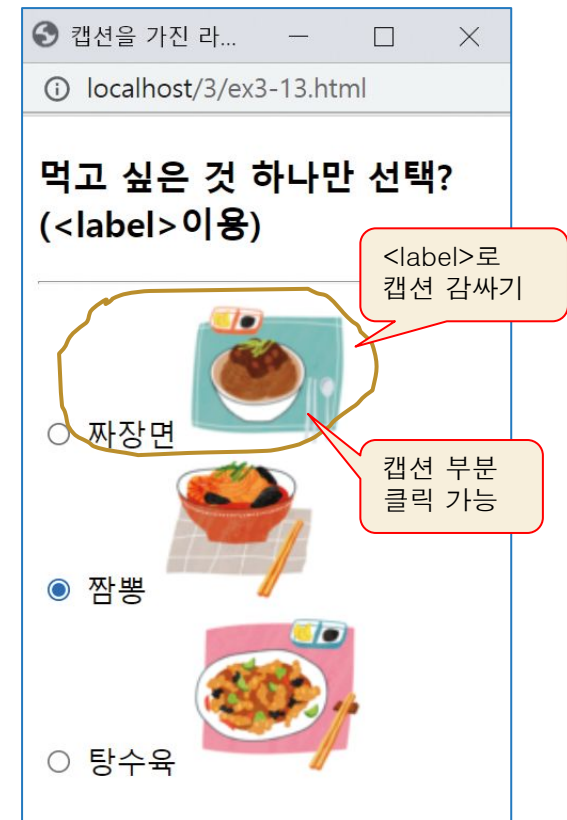 캡션을 가진 라...
localhost/3/ex3-13.html
먹고 싶은 것 하나만 선택?
(<label>이용)
<label>로
캡션 감싸기
짜장면
캡션 부분
클릭 가능
짬뽕
탕수육